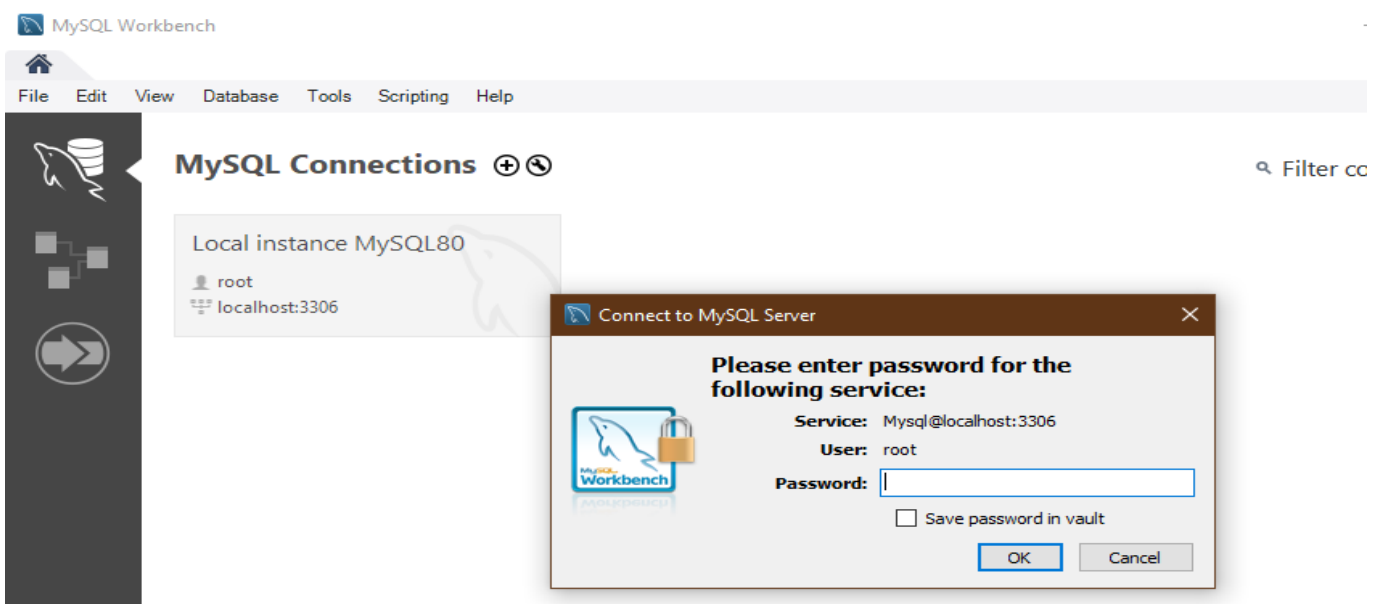 MySQL Workbench
File Edit View Database Tools Scripting Help
MySQL Connections
Filter co
Local instance MySQL80
root
localhost:3306
Connect to MySQL Server
Please enter password for the
following service:
Service: Mysql@localhost:3306
User: root
Password:
MySQL
Workbench
Save password in vault
OK Cancel